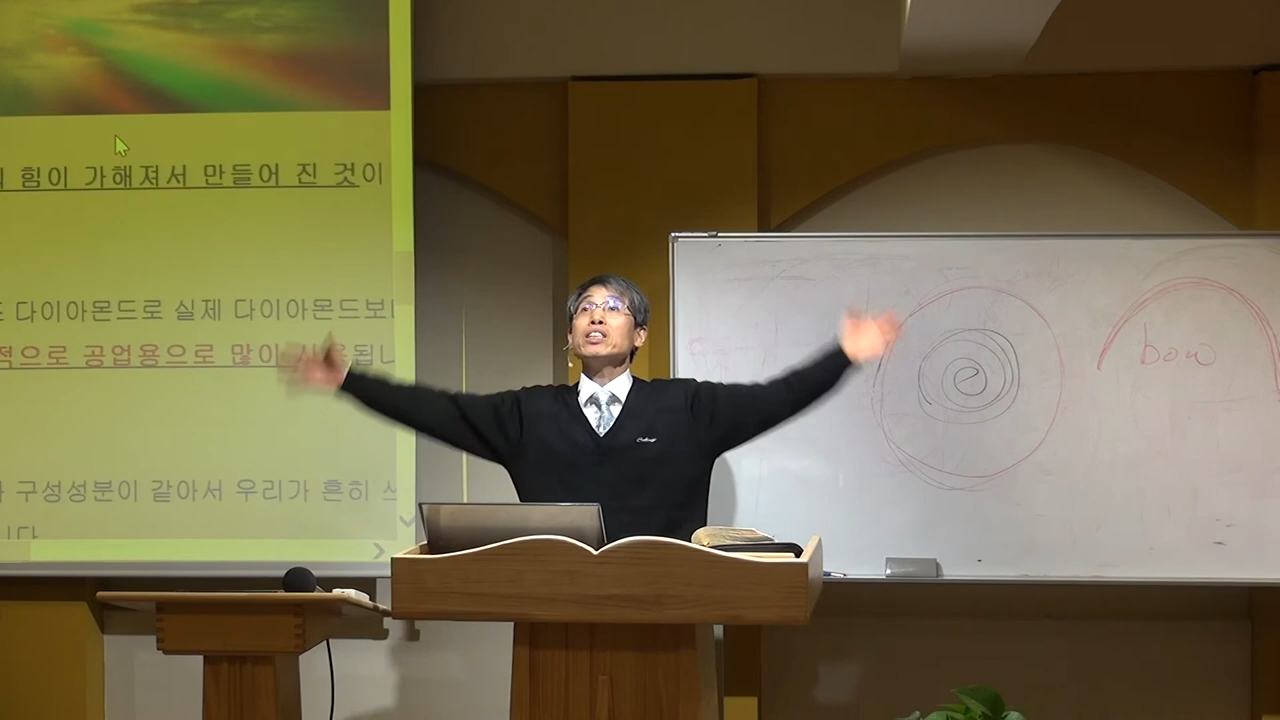 힘이 가해져서 만들어 진 것이
다이아몬드로 실제 다이아몬드보
적으로 공업용으로 많이
구성성분이 같아서 우리가 흔히
니다
e
bow